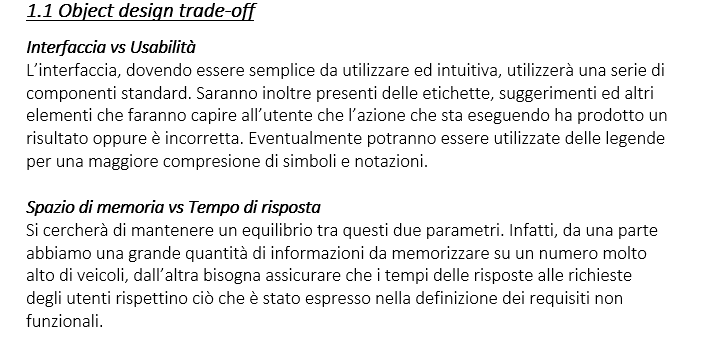 1.1 Object design trade-off
Interfaccia vs Usabilità
L’interfaccia, dovendo essere semplice da utilizzare ed intuitiva, utilizzerà una serie di
componenti standard. Saranno inoltre presenti delle etichette, suggerimenti ed altri
elementi che faranno capire all’utente che l’azione che sta eseguendo ha prodotto un
risultato oppure è incorretta. Eventualmente potranno essere utilizzate delle legende
per una maggiore compresione di simboli e notazioni.
Spazio di memoria vs Tempo di risposta
Si cercherà di mantenere un equilibrio tra questi due parametri. Infatti, da una parte
abbiamo una grande quantità di informazioni da memorizzare su un numero molto
alto di veicoli, dall’altra bisogna assicurare che i tempi delle risposte alle richieste
degli utenti rispettino ciò che è stato espresso nella definizione dei requisiti non
funzionali.